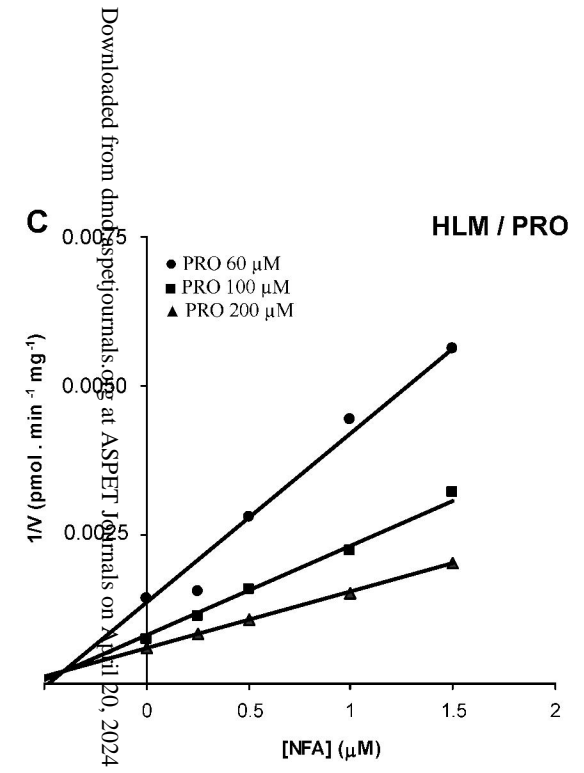 Downloaded from dmd.aspetjournals.org at ASPET Journals on April 20, 2024
C
HLM / PRO
0.0075
PRO 60 µM
PRO 100 µM
PRO 200 µM
0.0050
0.0025
1/V (pmol . min -1 mg-1)
0
0.5
1
1.5
2
[NFA] (µM)